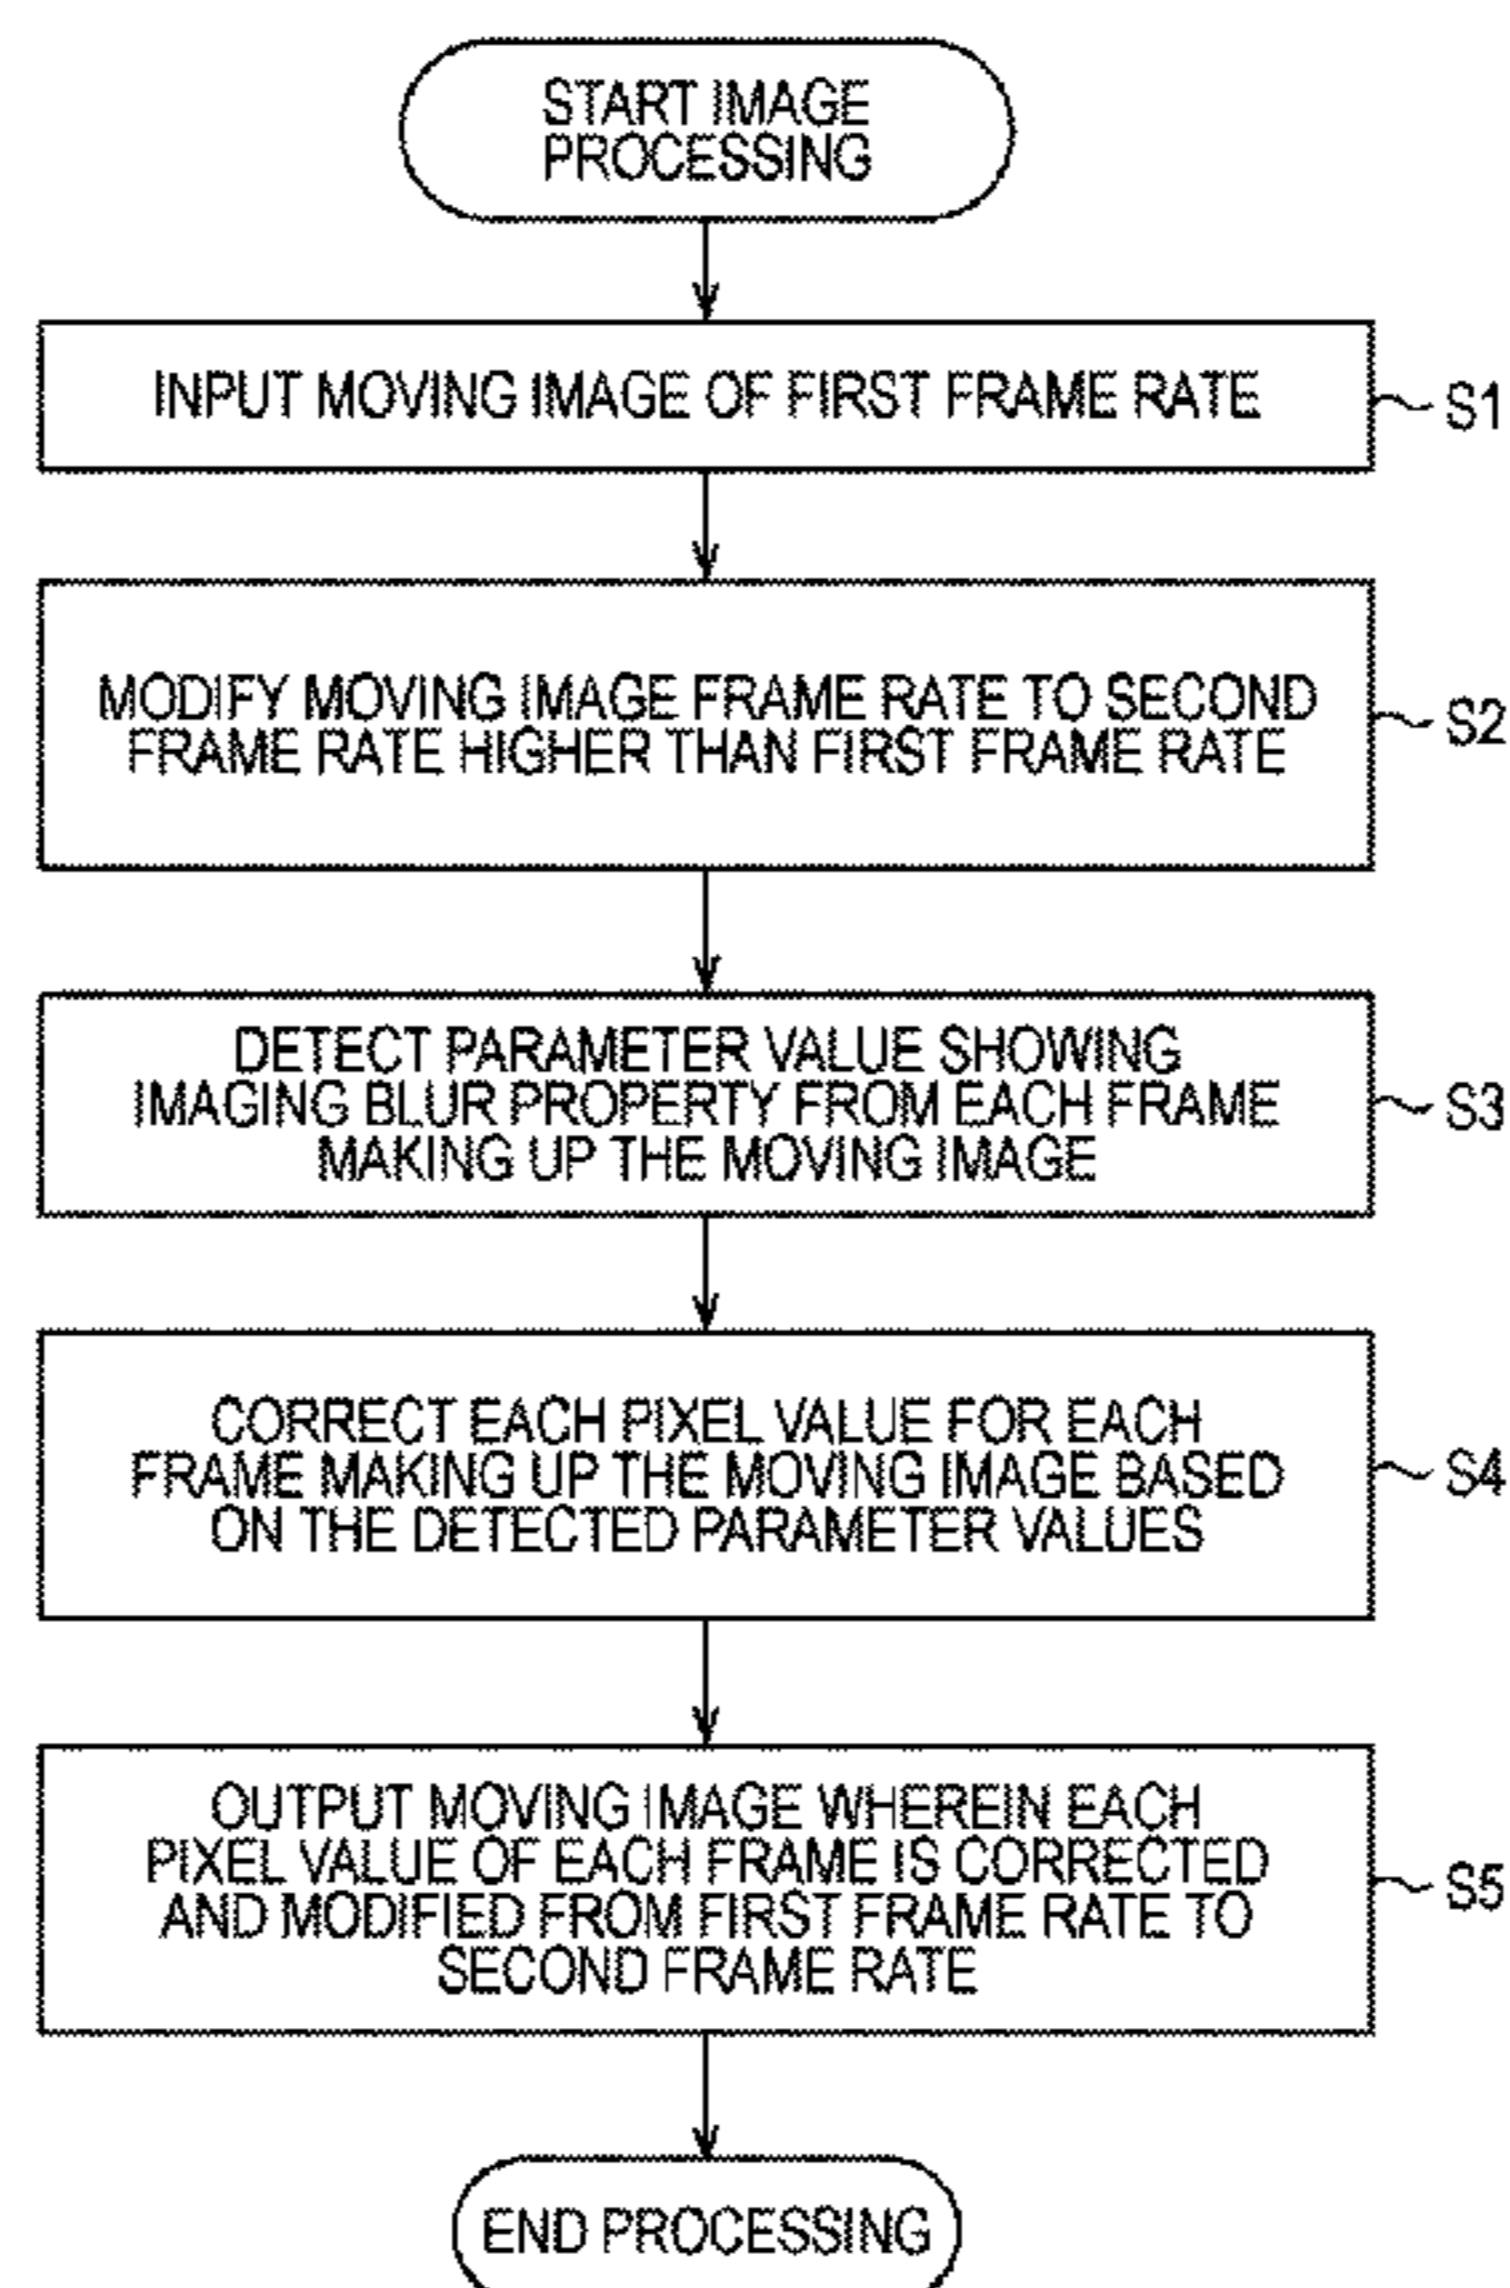 START IMAGE
PROCESSING
INPUT MOVING IMAGE OF FIRST FRAME RATE
S1
MODIFY MOVING IMAGE FRAME RATE TO SECOND
FRAME RATE HIGHER THAN FIRST FRAME RATE
S2
DETECT PARAMETER VALUE SHOWING
IMAGING BLUR PROPERTY FROM EACH FRAME
MAKING UP THE MOVING IMAGE
S3
CORRECT EACH PIXEL VALUE FOR EACH
FRAME MAKING UP THE MOVING IMAGE BASED
ON THE DETECTED PARAMETER VALUES
S4
OUTPUT MOVING IMAGE WHEREIN EACH
PIXEL VALUE OF EACH FRAME IS CORRECTED
AND MODIFIED FROM FIRST FRAME RATE TO
SECOND FRAME RATE
S5
END PROCESSING